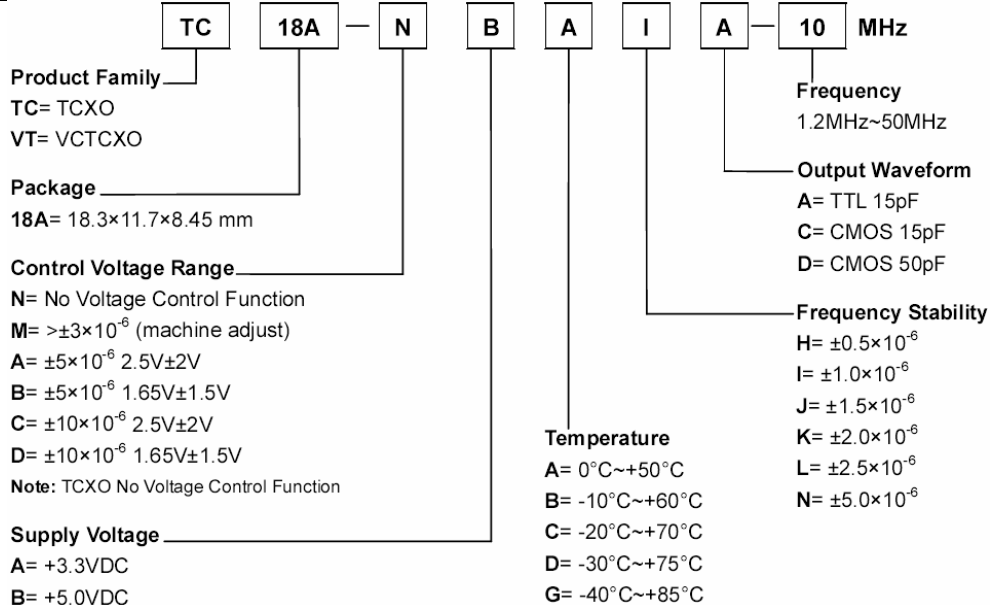 TC 18A — N B A I A — 10 MHz
Product Family
TC= TCXO
VT= VCTCXO
Package
18A= 18.3×11.7×8.45 mm
Control Voltage Range
N= No Voltage Control Function
M= >±3×10⁻⁶ (machine adjust)
A= ±5×10⁻⁶ 2.5V±2V
B= ±5×10⁻⁶ 1.65V±1.5V
C= ±10×10⁻⁶ 2.5V±2V
D= ±10×10⁻⁶ 1.65V±1.5V
Note: TCXO No Voltage Control Function
Supply Voltage
A= +3.3VDC
B= +5.0VDC
Temperature
A= 0°C~+50°C
B= -10°C~+60°C
C= -20°C~+70°C
D= -30°C~+75°C
G= -40°C~+85°C
Frequency
1.2MHz~50MHz
Output Waveform
A= TTL 15pF
C= CMOS 15pF
D= CMOS 50pF
Frequency Stability
H= ±0.5×10⁻⁶
I= ±1.0×10⁻⁶
J= ±1.5×10⁻⁶
K= ±2.0×10⁻⁶
L= ±2.5×10⁻⁶
N= ±5.0×10⁻⁶